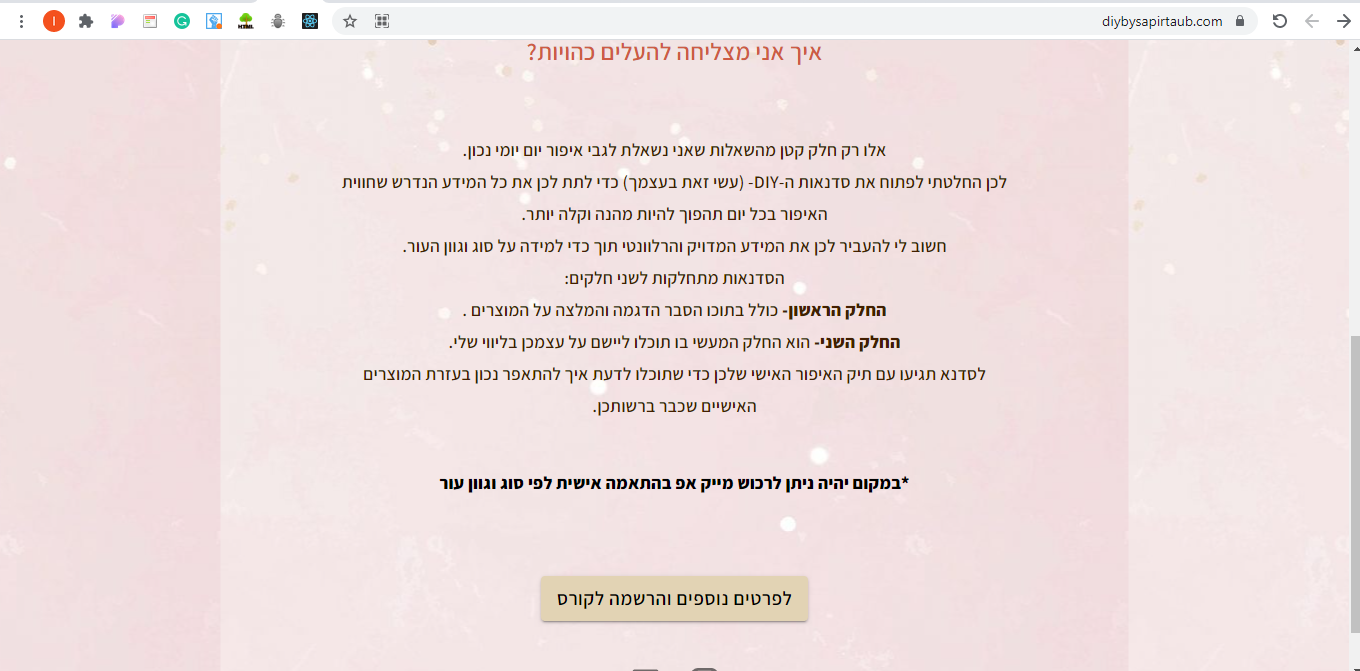 diybysapirtaub.com
איך אני מצליחה להעלים כהויות?
אלו רק חלק קטן מהשאלות שאני נשאלת לגבי איפור יום יומי נכון.
לכן החלטתי לפתוח את סדנאות ה-DIY- (עשי זאת בעצמך) כדי לתת לכן את כל המידע הנדרש שחווית
האיפור בכל יום תהפוך להיות מהנה וקלה יותר.
חשוב לי להעביר לכן את המידע המדויק והרלוונטי תוך כדי למידה על סוג וגוון העור.
הסדנאות מתחלקות לשני חלקים:
החלק הראשון- כולל בתוכו הסבר הדגמה והמלצה על המוצרים .
החלק השני- הוא החלק המעשי בו תוכלו ליישם על עצמכן בליווי שלי.
לסדנא תגיעו עם תיק האיפור האישי שלכן כדי שתוכלו לדעת איך להתאפר נכון בעזרת המוצרים
האישיים שכבר ברשותכן.
*במקום יהיה ניתן לרכוש מייק אפ בהתאמה אישית לפי סוג וגוון עור
לפרטים נוספים והרשמה לקורס